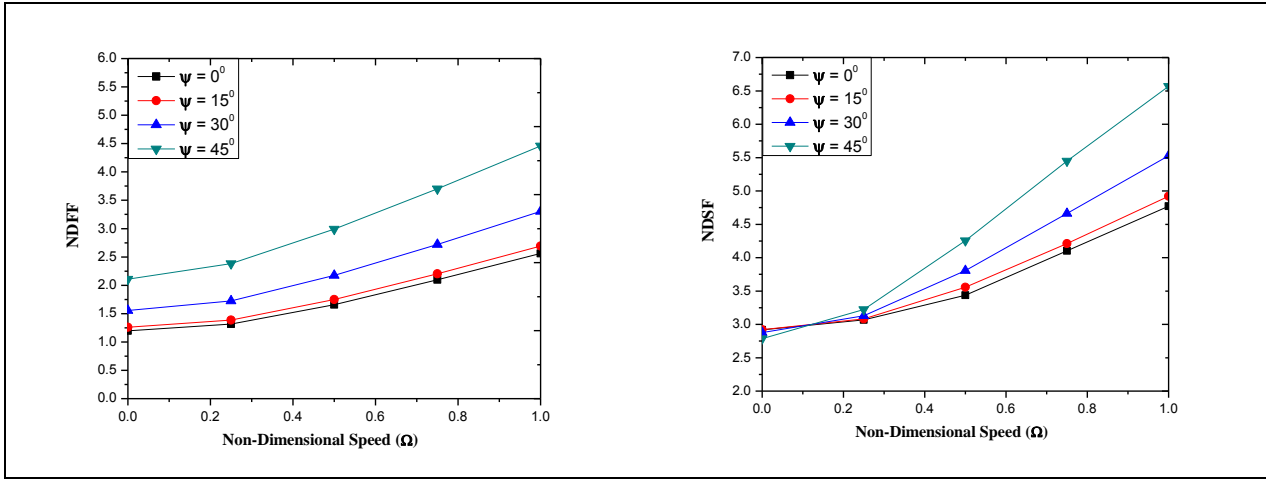 6.0
5.5
5.0
4.5
4.0
3.5
3.0
2.5
2.0
1.5
1.0
0.5
0.0
NDFF
ψ = 0⁰
ψ = 15⁰
ψ = 30⁰
ψ = 45⁰
0.0 0.2 0.4 0.6 0.8 1.0
Non-Dimensional Speed (Ω)
7.0
6.5
6.0
5.5
5.0
4.5
4.0
3.5
3.0
2.5
2.0
NDSF
ψ = 0⁰
ψ = 15⁰
ψ = 30⁰
ψ = 45⁰
0.0 0.2 0.4 0.6 0.8 1.0
Non-Dimensional Speed (Ω)